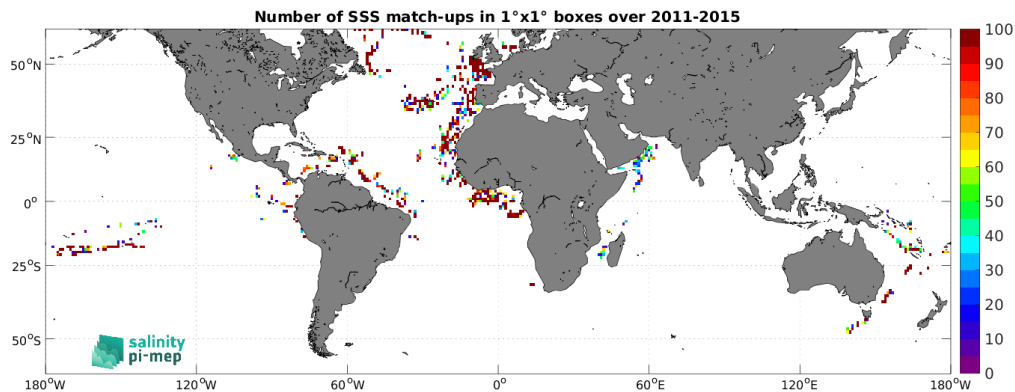 Number of SSS match-ups in 1°x1° boxes over 2011-2015
50°N
25°N
0°
25°S
50°S
180°W
120°W
60°W
0°
60°E
120°E
180°W
100
90
80
70
60
50
40
30
20
10
0
salinity
pi-mep